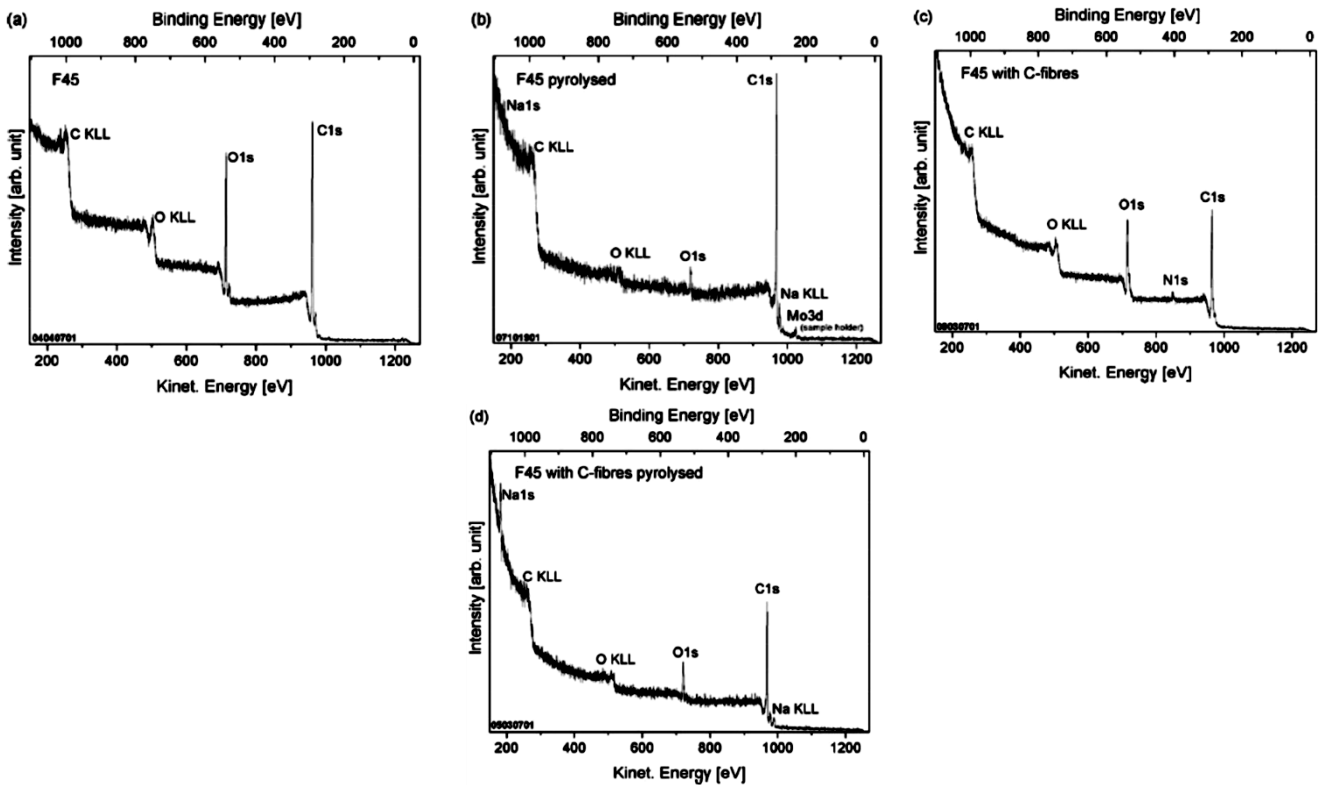 (a)
Binding Energy [eV]
1000 800 600 400 200 0
F45
C KLL
O KLL
O1s
C1s
Intensity [arb. unit]
04040701
200 400 600 800 1000 1200
Kinet. Energy [eV]
(b)
Binding Energy [eV]
1000 800 600 400 200 0
F45 pyrolysed
C1s
Na1s
C KLL
O KLL
O1s
Na KLL
Mo3d
(sample holder)
Intensity [arb. unit]
07101901
200 400 600 800 1000 1200
Kinet. Energy [eV]
(c)
Binding Energy [eV]
1000 800 600 400 200 0
F45 with C-fibres
C KLL
O KLL
O1s
N1s
C1s
Intensity [arb. unit]
09030701
200 400 600 800 1000 1200
Kinet. Energy [eV]
(d)
Binding Energy [eV]
1000 800 600 400 200 0
F45 with C-fibres pyrolysed
Na1s
C KLL
O KLL
O1s
C1s
Na KLL
Intensity [arb. unit]
05030701
200 400 600 800 1000 1200
Kinet. Energy [eV]